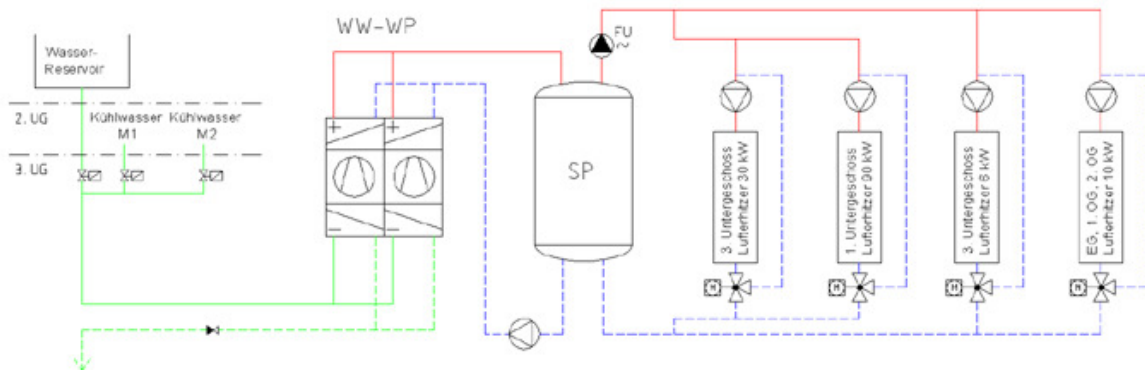 WW-WP
FU
~
Wasser-
Reservoir
2. UG
Kühlwasser Kühlwasser
M1 M2
3. UG
+ +
- -
SP
3. Untergeschoss
Lufterhitzer 30 kW
1. Untergeschoss
Lufterhitzer 90 kW
3. Untergeschoss
Lufterhitzer 6 kW
EG, 1. OG, 2. OG
Lufterhitzer 10 kW
M M M M